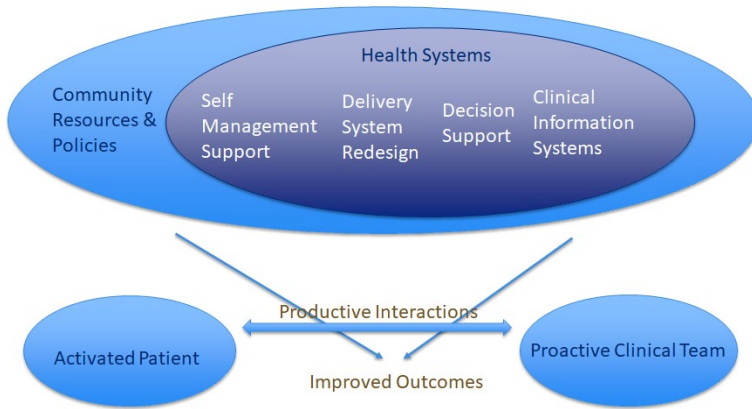 Health Systems
Community
Resources &
Policies
Self
Management
Support
Delivery
System
Redesign
Decision
Support
Clinical
Information
Systems
Productive Interactions
Activated Patient
Proactive Clinical Team
Improved Outcomes